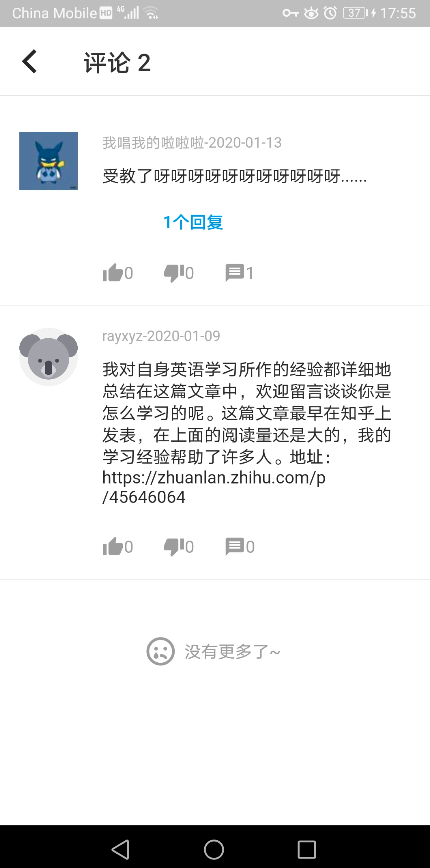 China Mobile HD 4G 37 17:55
评论 2
我唱我的啦啦啦-2020-01-13
受教了呀呀呀呀呀呀呀呀呀呀呀......
1个回复
0 0 1
rayxyz-2020-01-09
我对自身英语学习所作的经验都详细地
总结在这篇文章中，欢迎留言谈谈你是
怎么学习的呢。这篇文章最早在知乎上
发表，在上面的阅读量还是大的，我的
学习经验帮助了许多人。地址：
https://zhuanlan.zhihu.com/p
/45646064
0 0 0
没有更多了~